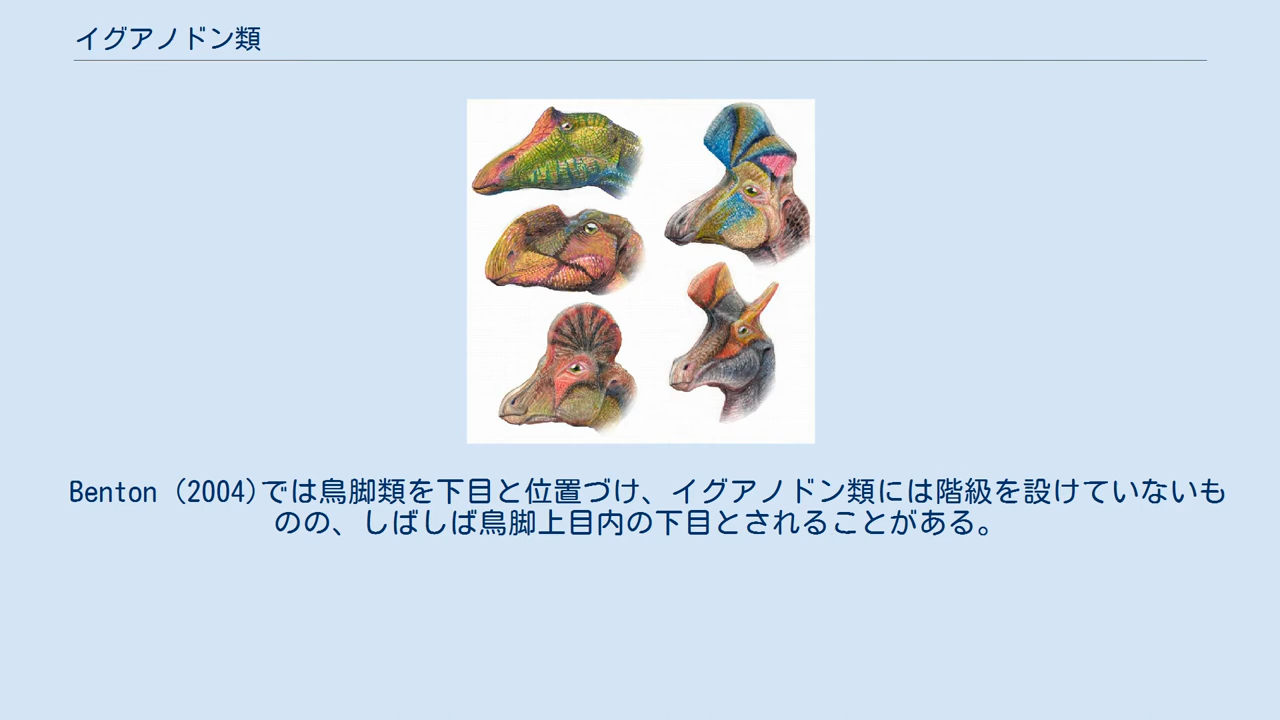 イグアノドン類
Benton (2004)では鳥脚類を下目と位置づけ、イグアノドン類には階級を設けていないも
のの、しばしば鳥脚上目内の下目とされることがある。